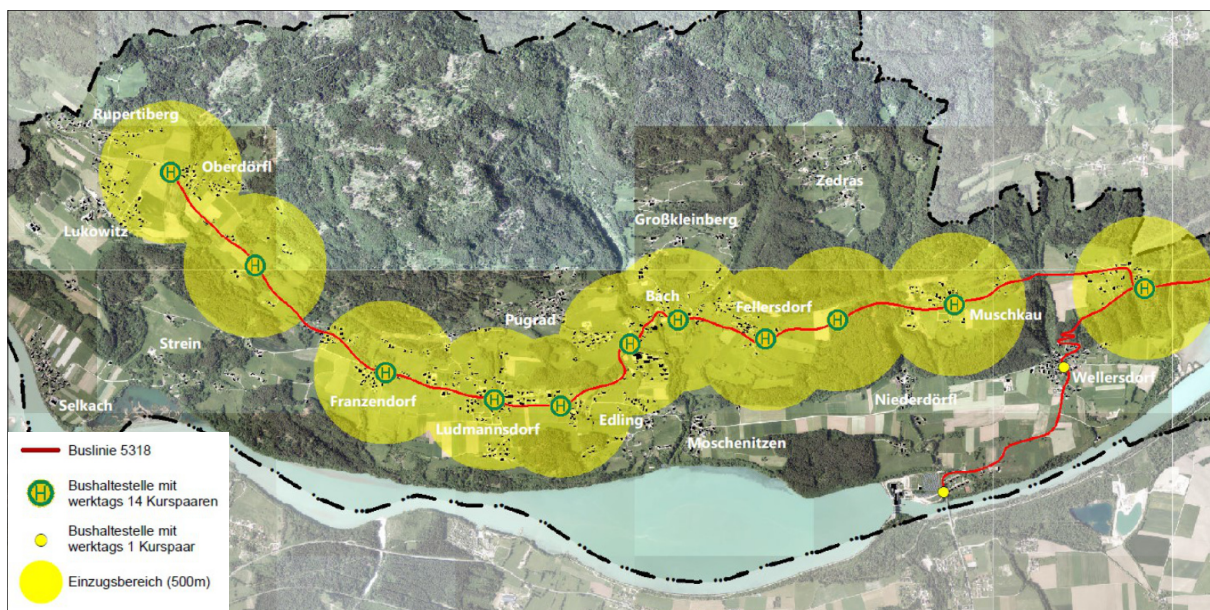 Rupertiberg
H
Oberdörfl
Zedras
Großkleinberg
Lukowitz
H
Bach
Fellersdorf
H
Muschkau
H
H
H
H
Pugrad
H
Strein
H
Franzendorf
Wellersdorf
Selkach
H
H
Niederdörfl
Ludmannsdorf
Edling
Moschenitzen
Buslinie 5318
H
Bushaltestelle mit
werktags 14 Kurspaaren
Bushaltestelle mit
werktags 1 Kurspaar
Einzugsbereich (500m)